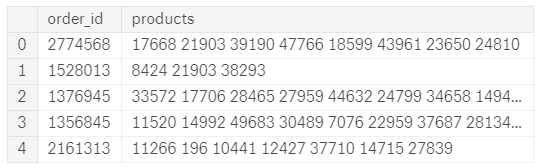 order_id products
0 2774568 17668 21903 39190 47766 18599 43961 23650 24810
1 1528013 8424 21903 38293
2 1376945 33572 17706 28465 27959 44632 24799 34658 1494...
3 1356845 11520 14992 49683 30489 7076 22959 37687 28134...
4 2161313 11266 196 10441 12427 37710 14715 27839